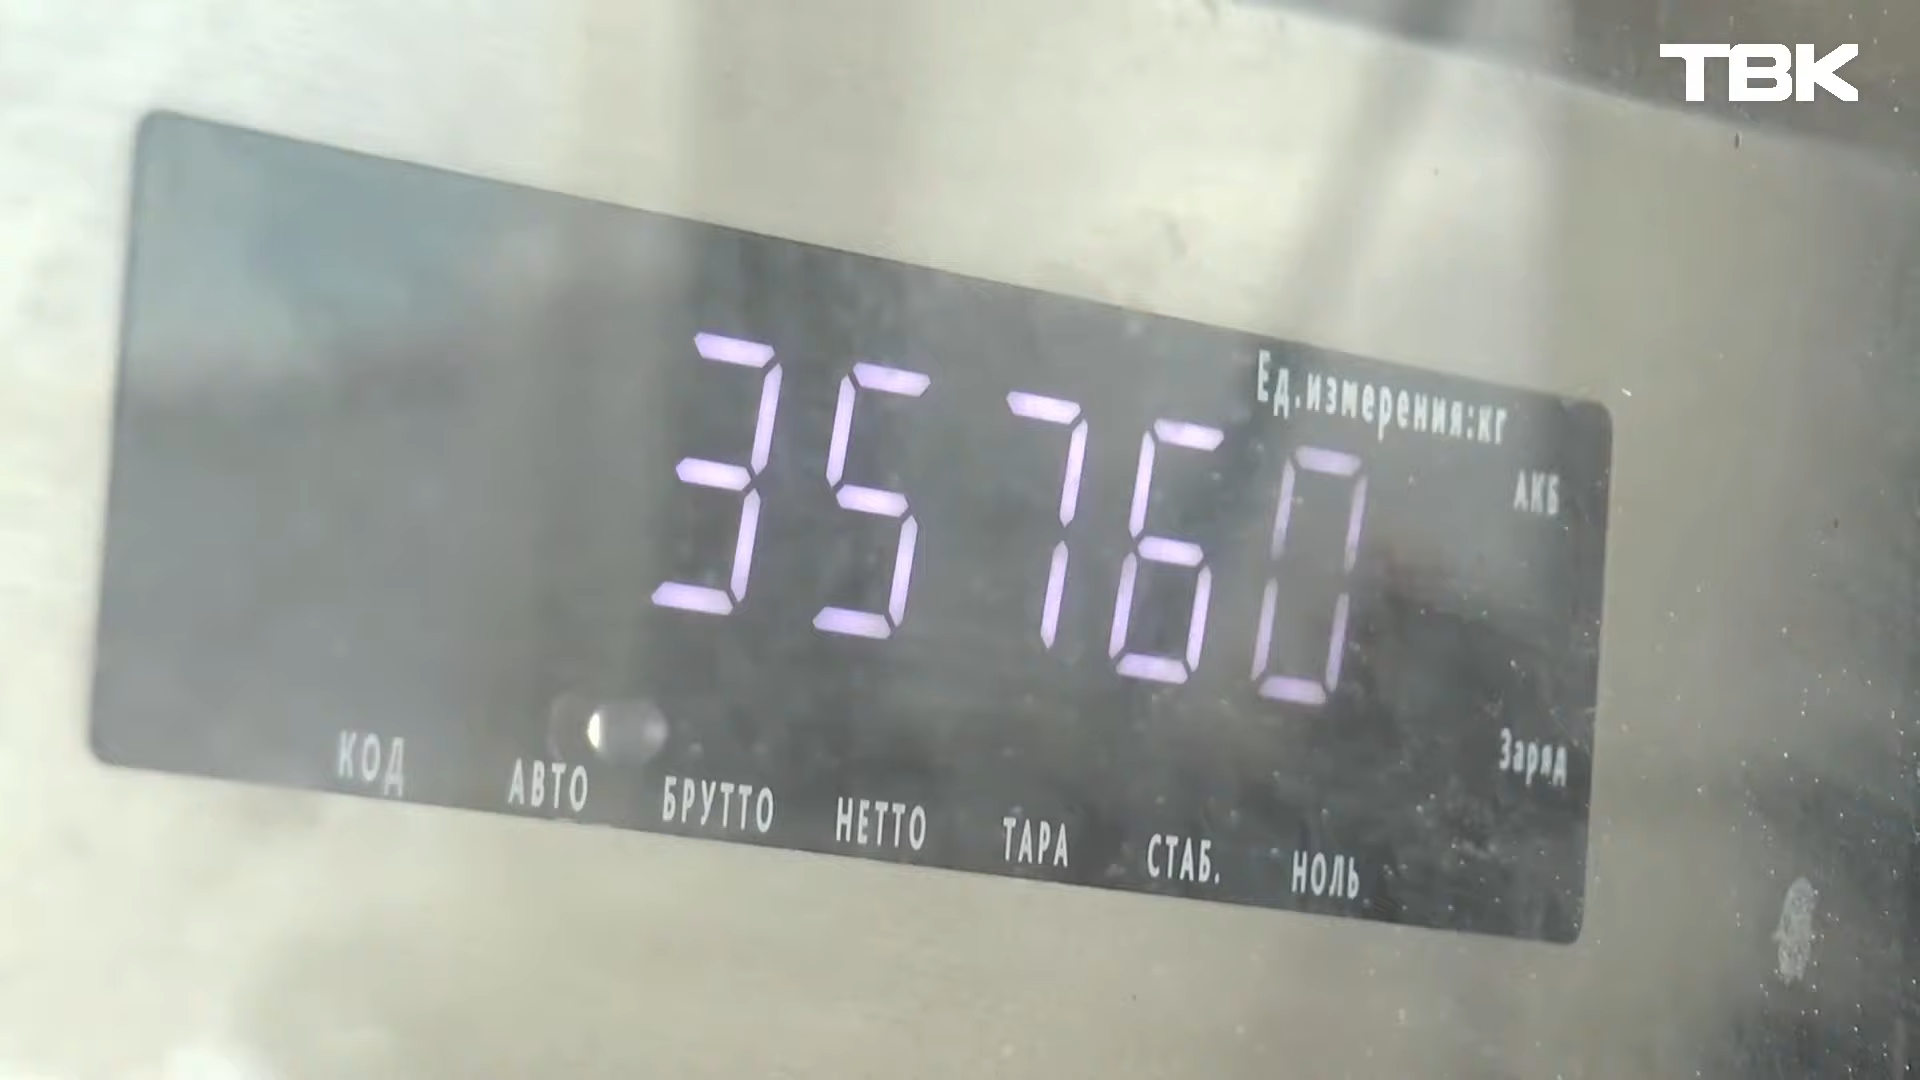 ТВК
Ед.измерения:кг
35760
АКБ
Заряд
КОД АВТО БРУТТО НЕТТО ТАРА СТАБ. НОЛЬ